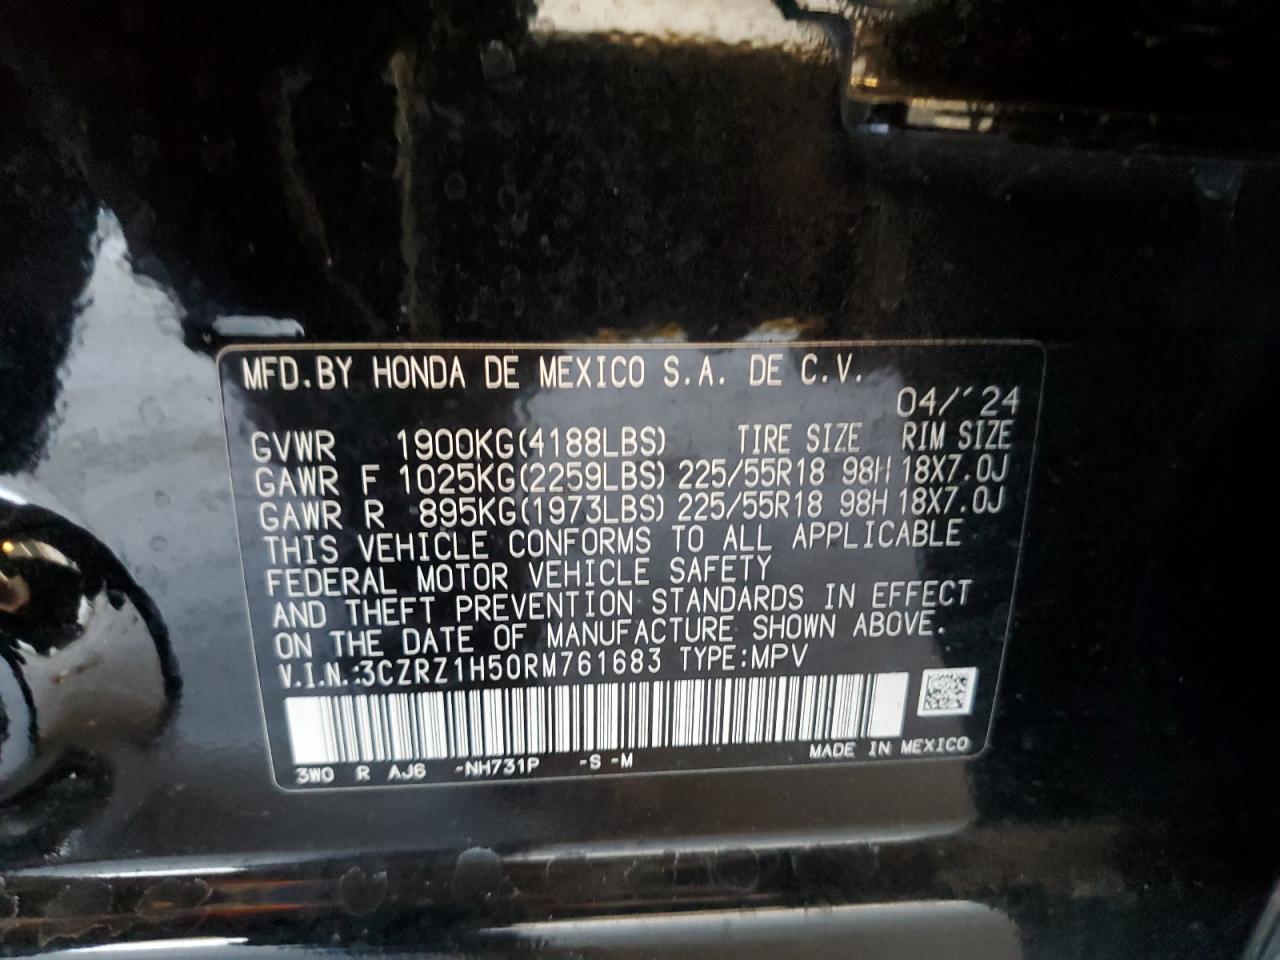 MFD.BY HONDA DE MEXICO S.A. DE C.V.
04/'24
GVWR 1900KG(4188LBS) TIRE SIZE RIM SIZE
GAWR F 1025KG(2259LBS) 225/55R18 98H 18X7.0J
GAWR R 895KG(1973LBS) 225/55R18 98H 18X7.0J
THIS VEHICLE CONFORMS TO ALL APPLICABLE
FEDERAL MOTOR VEHICLE SAFETY
AND THEFT PREVENTION STANDARDS IN EFFECT
ON THE DATE OF MANUFACTURE SHOWN ABOVE.
V.I.N.:3CZRZ1H50RM761683 TYPE:MPV
3W0 R AJ6 -NH731P -S -M MADE IN MEXICO